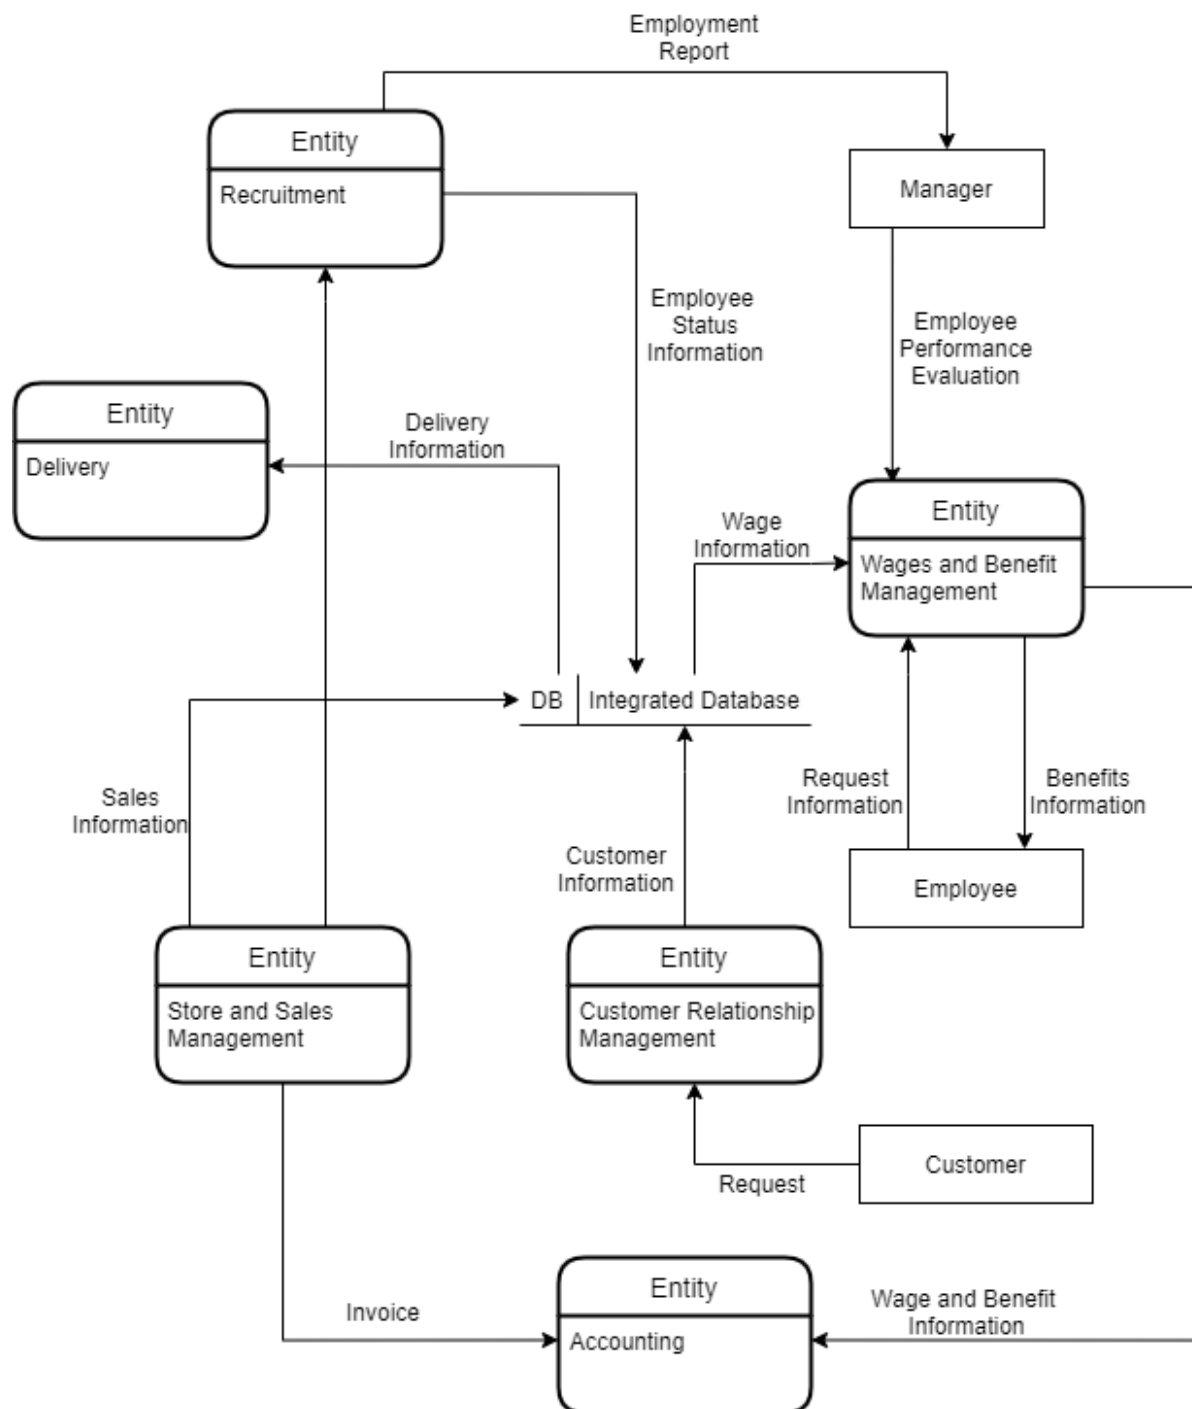 Employment
Report
Entity
Recruitment
Manager
Employee
Status
Information
Employee
Performance
Evaluation
Entity
Delivery
Delivery
Information
Wage
Information
Entity
Wages and Benefit
Management
DB
Integrated Database
Sales
Information
Request
Information
Benefits
Information
Customer
Information
Employee
Entity
Store and Sales
Management
Entity
Customer Relationship
Management
Customer
Request
Entity
Accounting
Invoice
Wage and Benefit
Information